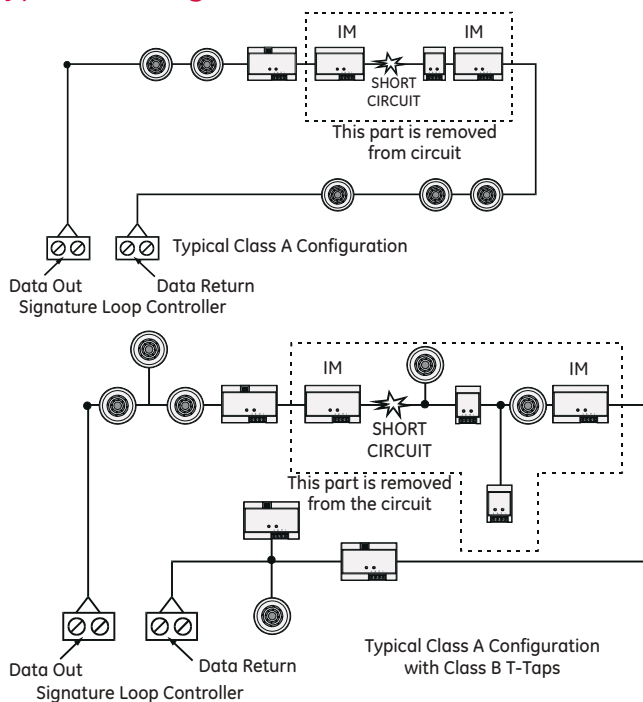 IM
IM
SHORT
CIRCUIT
This part is removed
from circuit
Typical Class A Configuration
Data Out
Data Return
Signature Loop Controller
IM
IM
SHORT
CIRCUIT
This part is removed
from the circuit
Data Out
Data Return
Signature Loop Controller
Typical Class A Configuration
with Class B T-Taps